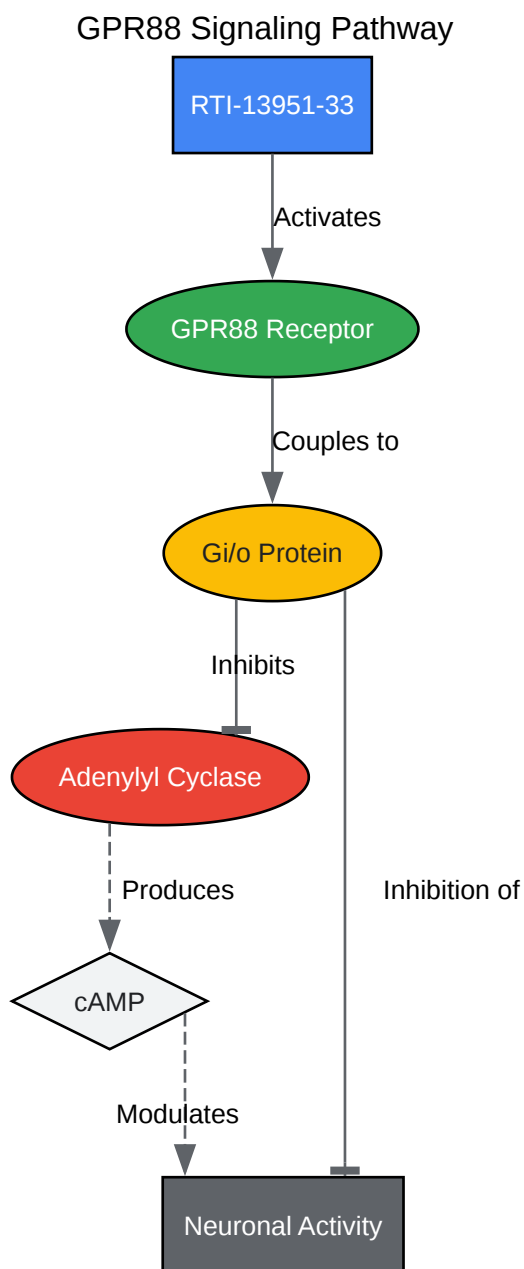 GPR88 Signaling Pathway
RTI-13951-33
Activates
GPR88 Receptor
Couples to
Gi/o Protein
Inhibits
Adenylyl Cyclase
Produces
Inhibition of
cAMP
Modulates
Neuronal Activity